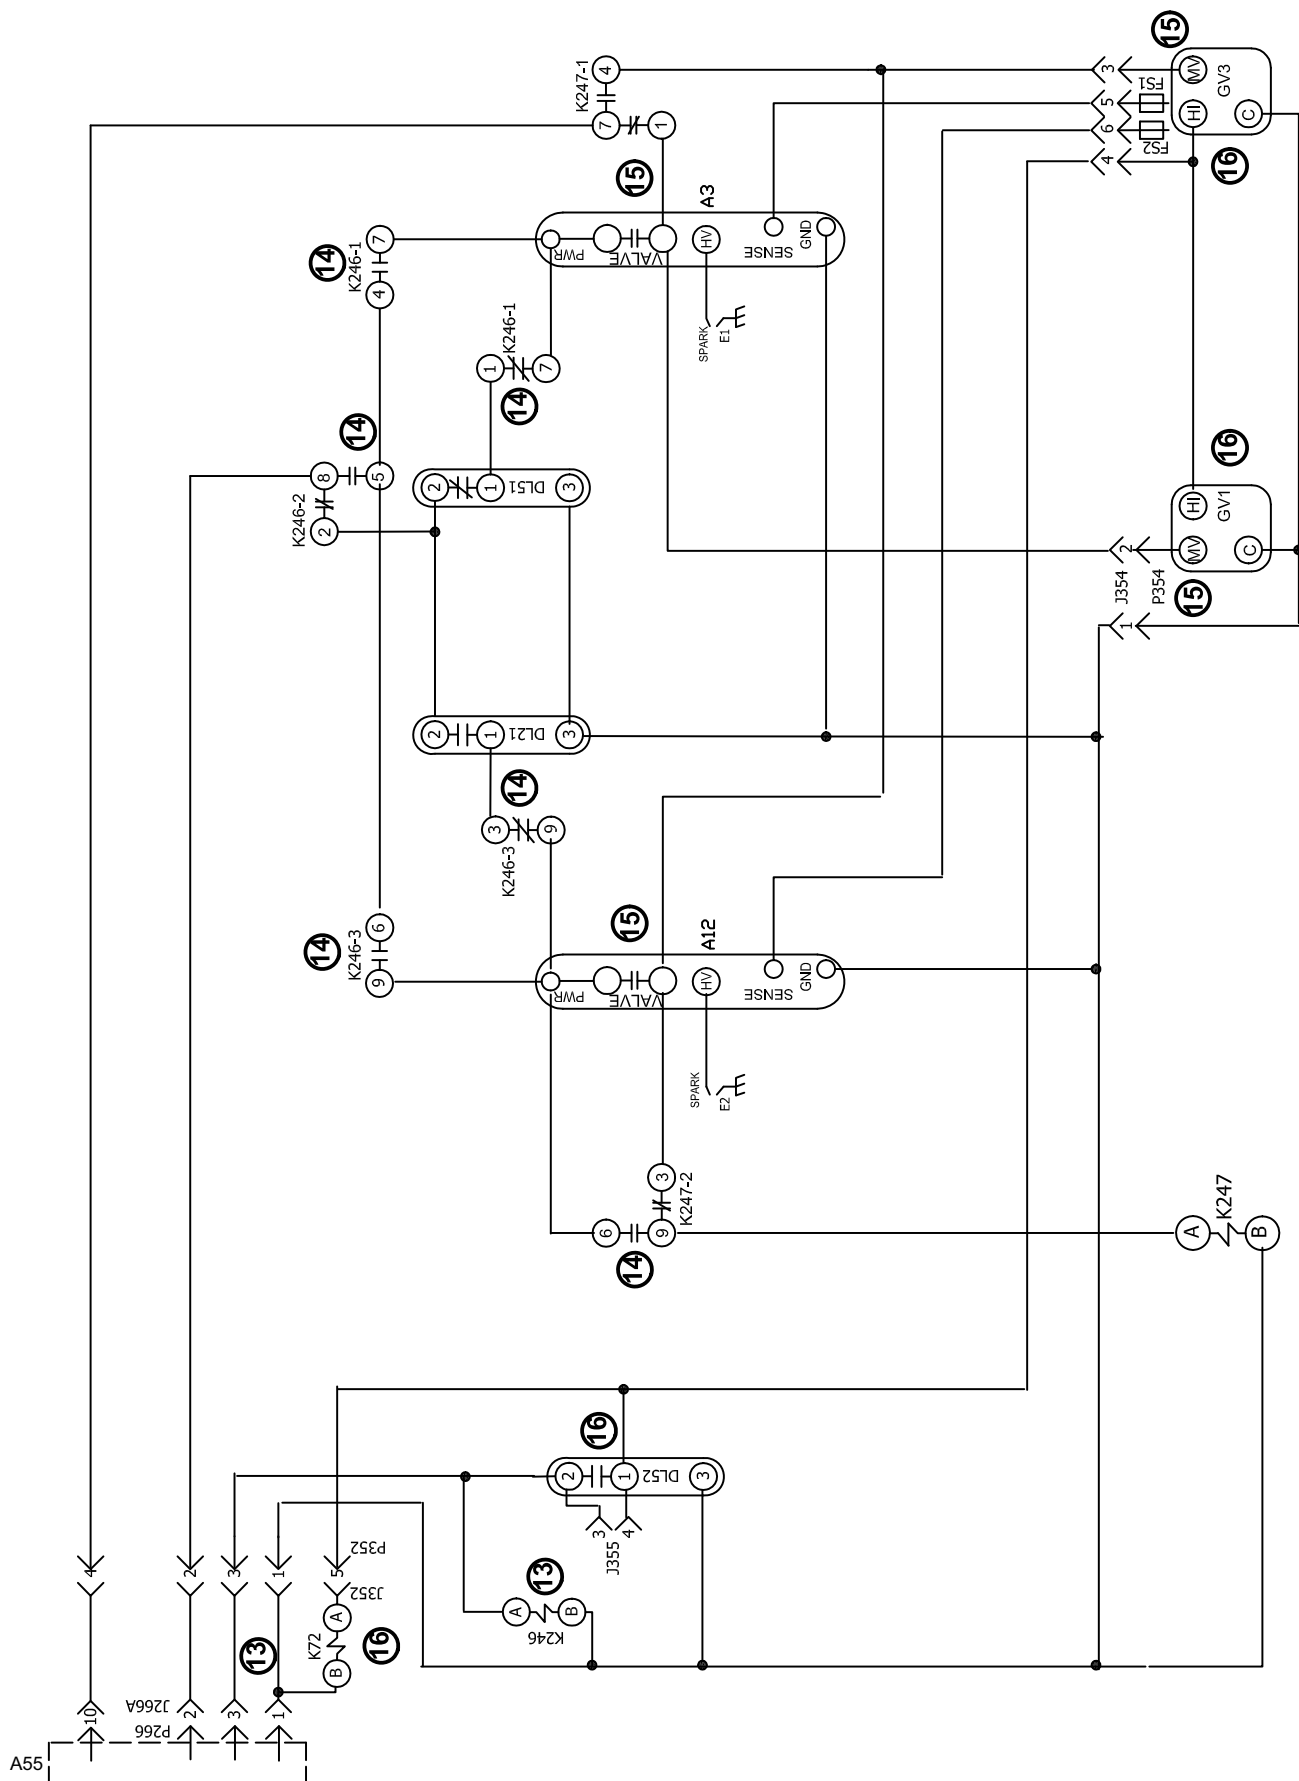 15
K247-1
4
7
1
3
5
6
4
FS1
FS2
MV
HI
GV3
C
16
15
A3
14
K246-1
7
4
PWR
VALVE
HV
SENSE
GND
SPARK
E1
K246-1
1
7
14
14
8
5
K246-2
2
2
1
DL51
3
16
HI
GV1
MV
C
2
J354
P354
15
1
2
1
DL21
3
14
3
9
K246-3
14
6
K246-3
9
15
A12
PWR
VALVE
HV
SENSE
GND
SPARK
E2
3
K247-2
6
9
14
A
K247
B
16
2
1
DL52
3
3
J355
4
13
A
B
K246
4
2
3
1
5
P352
J352
A
K72
B
16
13
10
2
3
1
J266A
P266
A55